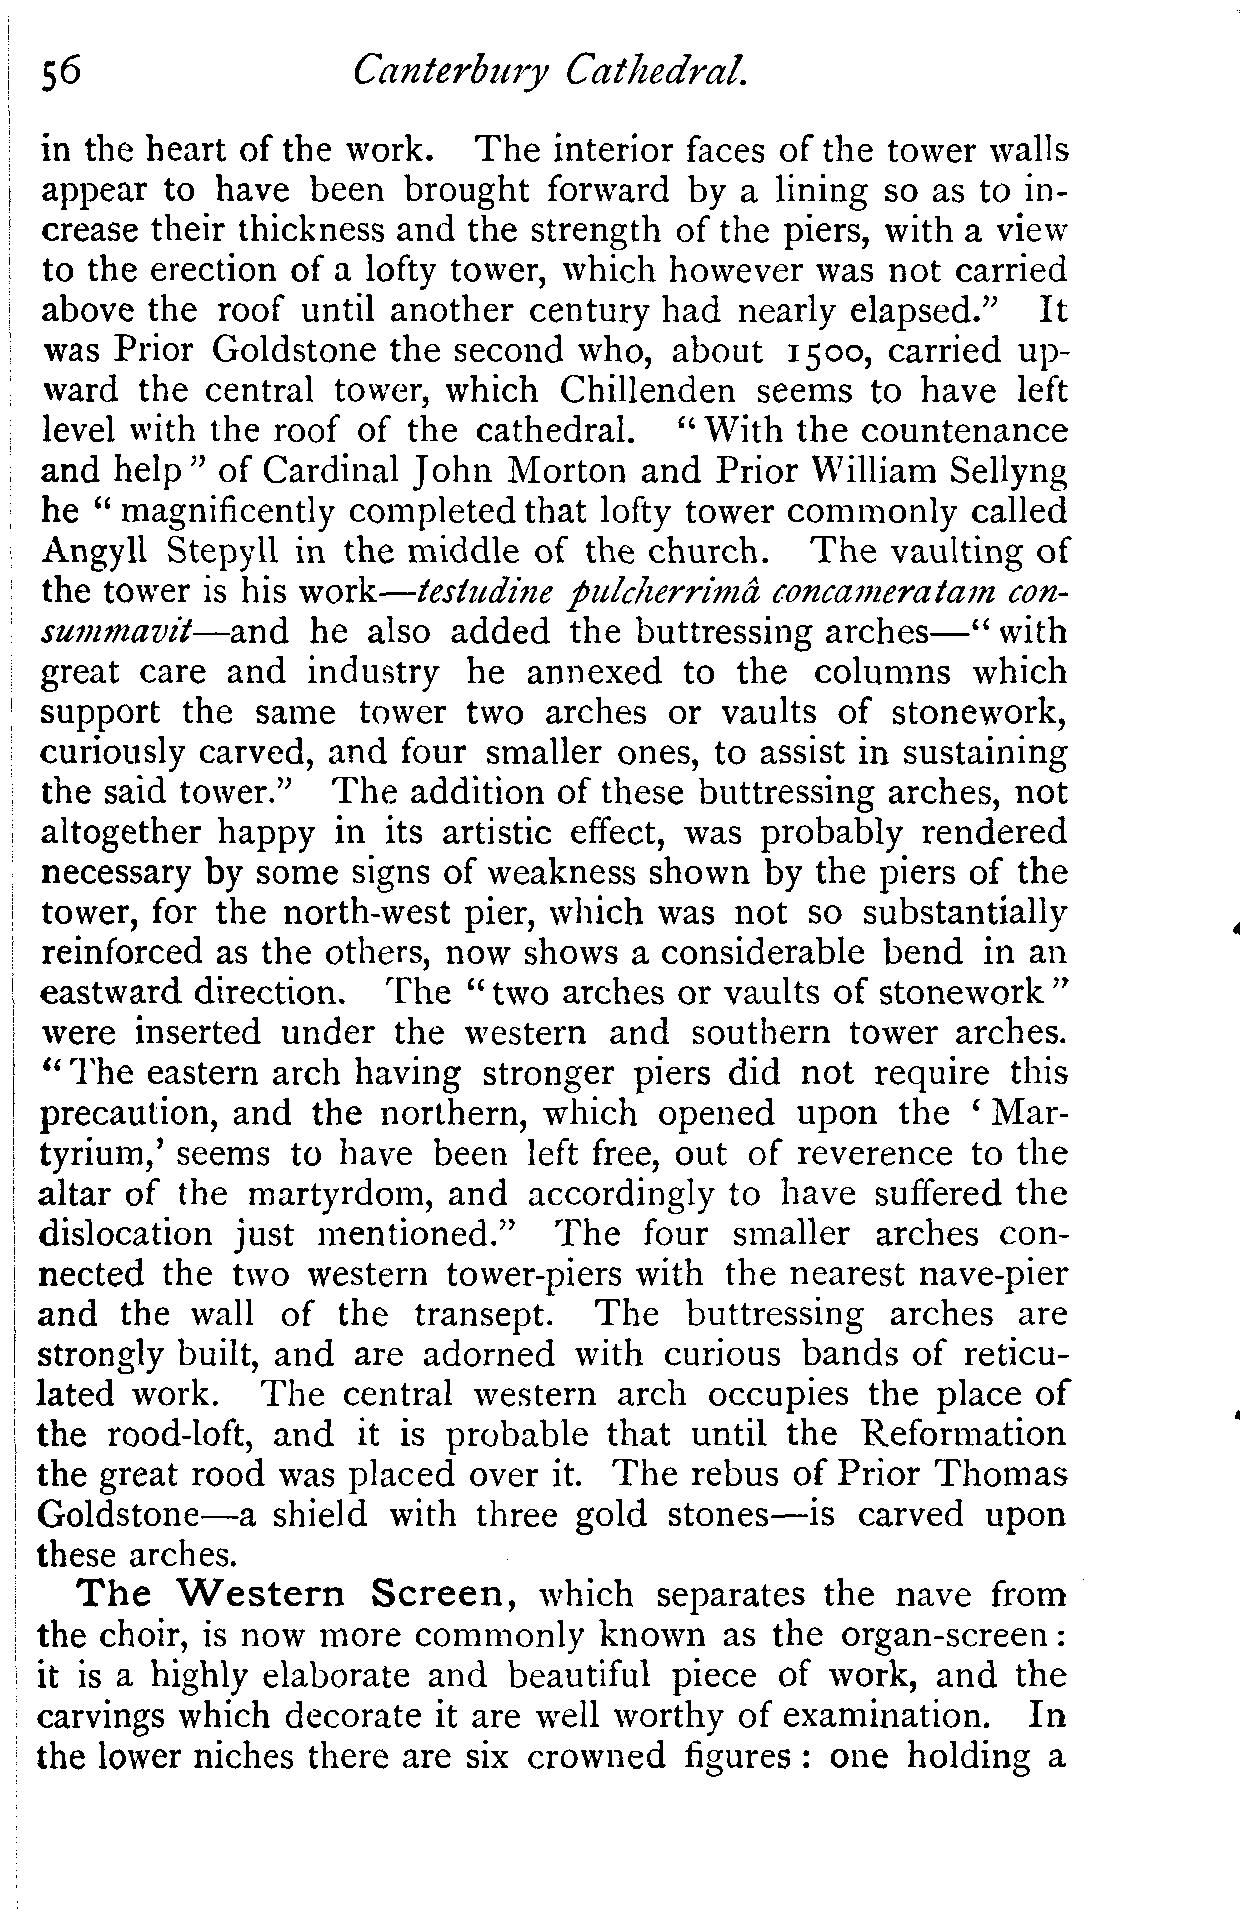 56 Canterbury Cathedral.
in the heart of the work. The interior faces of the tower walls
appear to have been brought forward by a lining so as to in-
crease their thickness and the strength of the piers, with a view
to the erection of a lofty tower, which however was not carried
above the roof until another century had nearly elapsed.” It
was Prior Goldstone the second who, about 1500, carried up-
ward the central tower, which Chillenden seems to have left
level with the roof of the cathedral. “With the countenance
and help” of Cardinal John Morton and Prior William Sellyng
he “magnificently completed that lofty tower commonly called
Angyll Stepyll in the middle of the church. The vaulting of
the tower is his work—testudine pulcherrimâ concameratam con-
summavit—and he also added the buttressing arches—“with
great care and industry he annexed to the columns which
support the same tower two arches or vaults of stonework,
curiously carved, and four smaller ones, to assist in sustaining
the said tower.” The addition of these buttressing arches, not
altogether happy in its artistic effect, was probably rendered
necessary by some signs of weakness shown by the piers of the
tower, for the north-west pier, which was not so substantially
reinforced as the others, now shows a considerable bend in an
eastward direction. The “two arches or vaults of stonework”
were inserted under the western and southern tower arches.
“The eastern arch having stronger piers did not require this
precaution, and the northern, which opened upon the ‘Mar-
tyrium,’ seems to have been left free, out of reverence to the
altar of the martyrdom, and accordingly to have suffered the
dislocation just mentioned.” The four smaller arches con-
nected the two western tower-piers with the nearest nave-pier
and the wall of the transept. The buttressing arches are
strongly built, and are adorned with curious bands of reticu-
lated work. The central western arch occupies the place of
the rood-loft, and it is probable that until the Reformation
the great rood was placed over it. The rebus of Prior Thomas
Goldstone—a shield with three gold stones—is carved upon
these arches.
The Western Screen, which separates the nave from
the choir, is now more commonly known as the organ-screen:
it is a highly elaborate and beautiful piece of work, and the
carvings which decorate it are well worthy of examination. In
the lower niches there are six crowned figures: one holding a